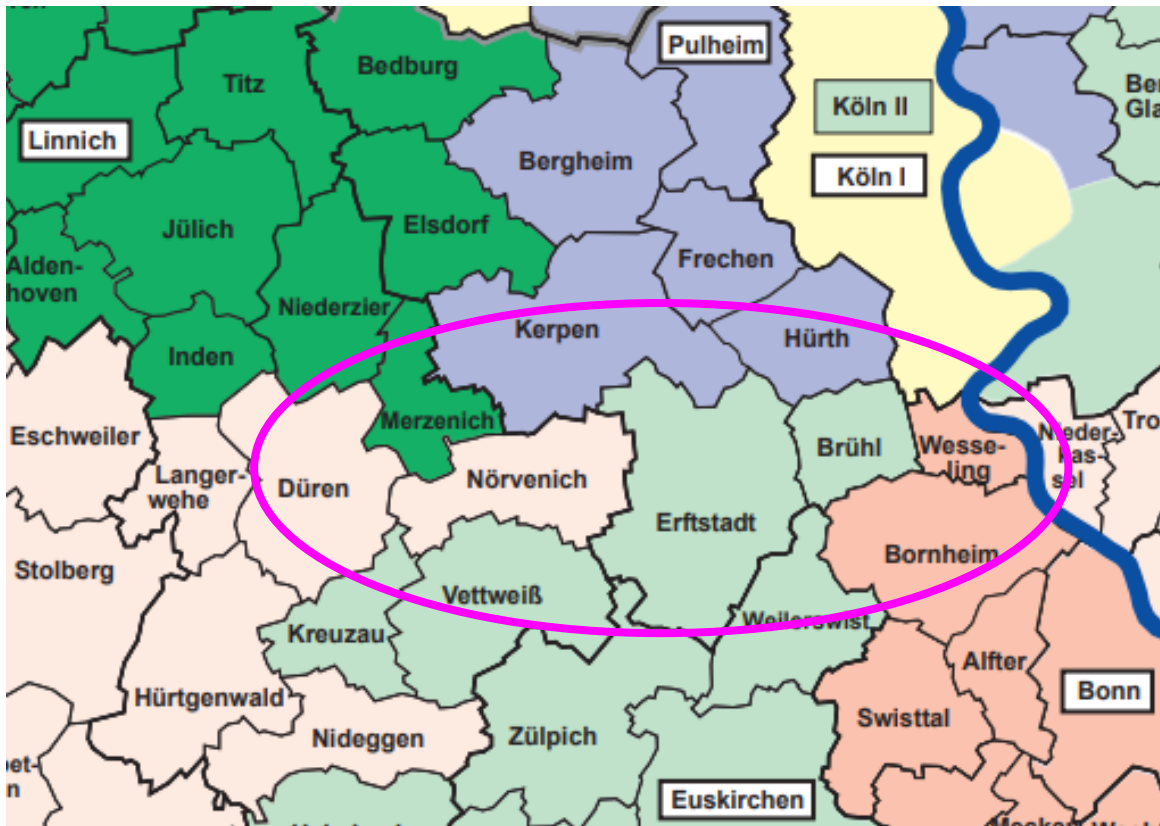 Titz
Bedburg
Pulheim
Köln II
Linnich
Bergheim
Köln I
Jülich
Elsdorf
Frechen
Alden-
hoven
Niederzier
Kerpen
Hürth
Inden
Merzenich
Eschweiler
Langer-
wehe
Düren
Nörvenich
Brühl
Wesse-
ling
Nieder-
kas-
sel
Erftstadt
Stolberg
Vettweiß
Bornheim
Kreuzau
Weilerswist
Hürtgenwald
Alfter
Bonn
Nideggen
Zülpich
Swisttal
Euskirchen